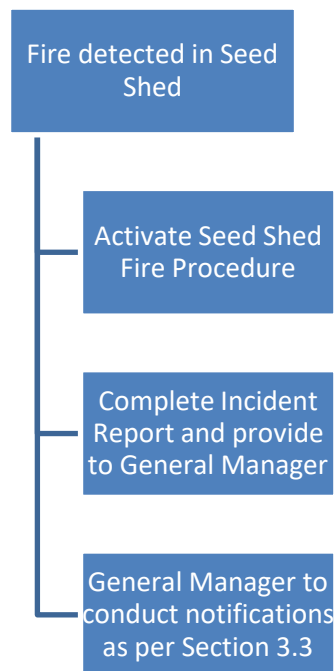 Fire detected in Seed
Shed
Activate Seed Shed
Fire Procedure
Complete Incident
Report and provide
to General Manager
General Manager to
conduct notifications
as per Section 3.3